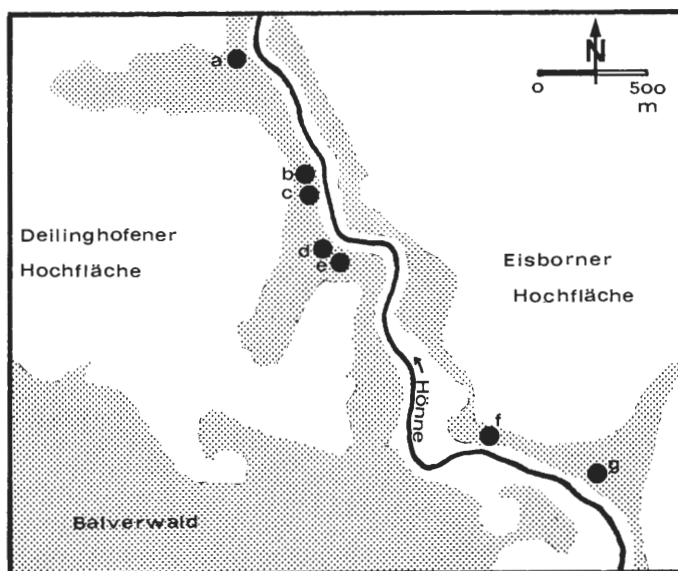 N
0 500
m
a
b
c
d
e
f
g
Deilinghofener
Hochfläche
Eisborner
Hochfläche
Hönne
Balverwald